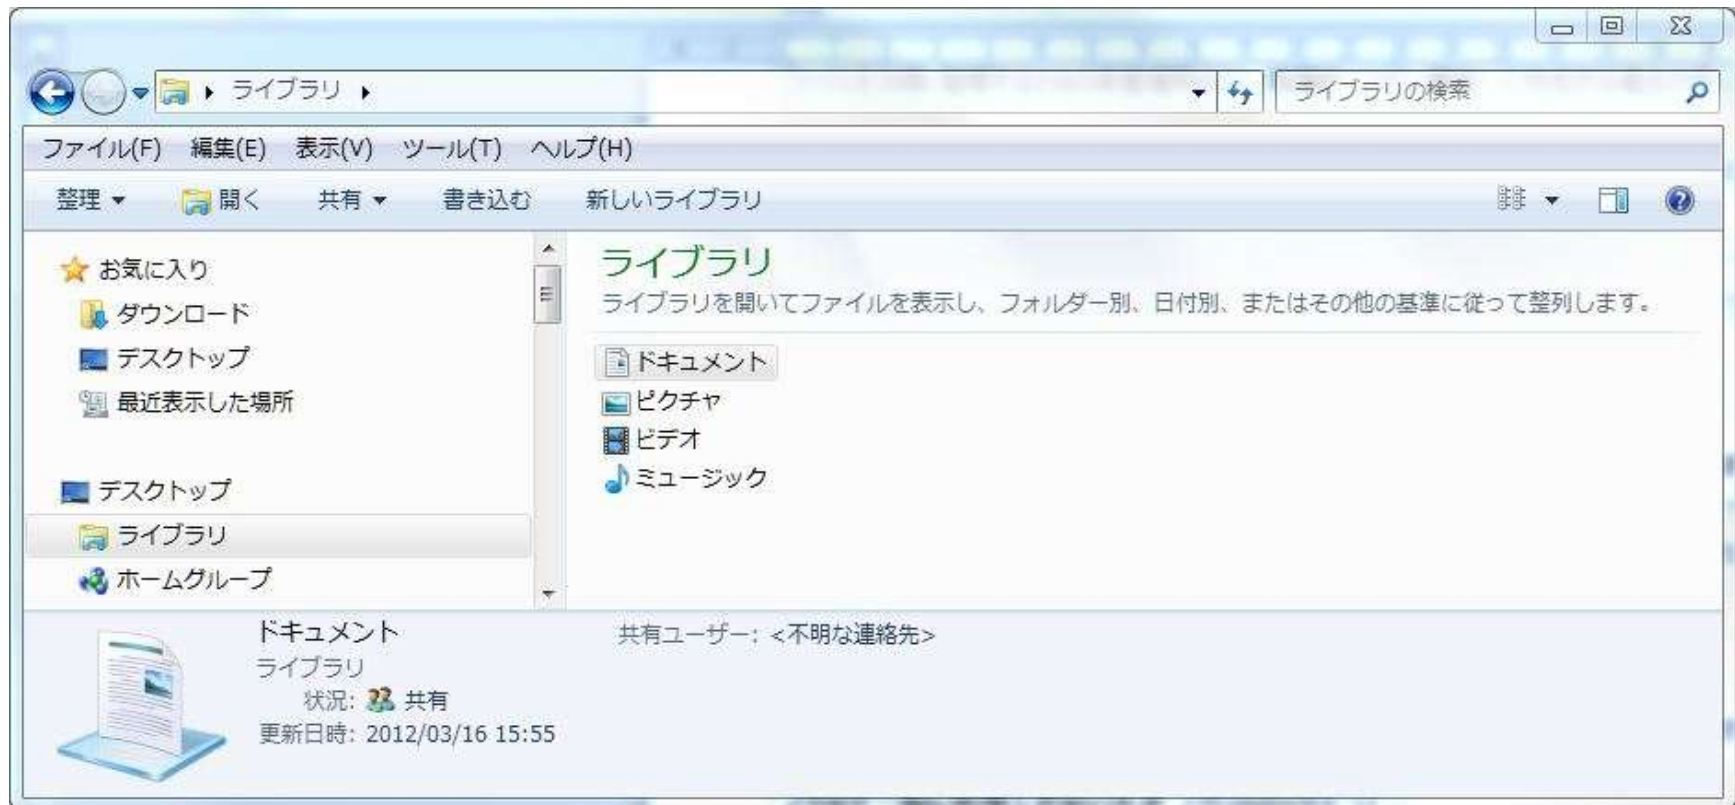 ライブラリ
ライブラリの検索
ファイル(F) 編集(E) 表示(V) ツール(T) ヘルプ(H)
整理 開く 共有 書き込む 新しいライブラリ
お気に入り
ダウンロード
デスクトップ
最近表示した場所
デスクトップ
ライブラリ
ホームグループ
ライブラリ
ライブラリを開いてファイルを表示し、フォルダー別、日付別、またはその他の基準に従って整列します。
ドキュメント
ピクチャ
ビデオ
ミュージック
ドキュメント
ライブラリ
状況: 共有
更新日時: 2012/03/16 15:55
共有ユーザー: <不明な連絡先>